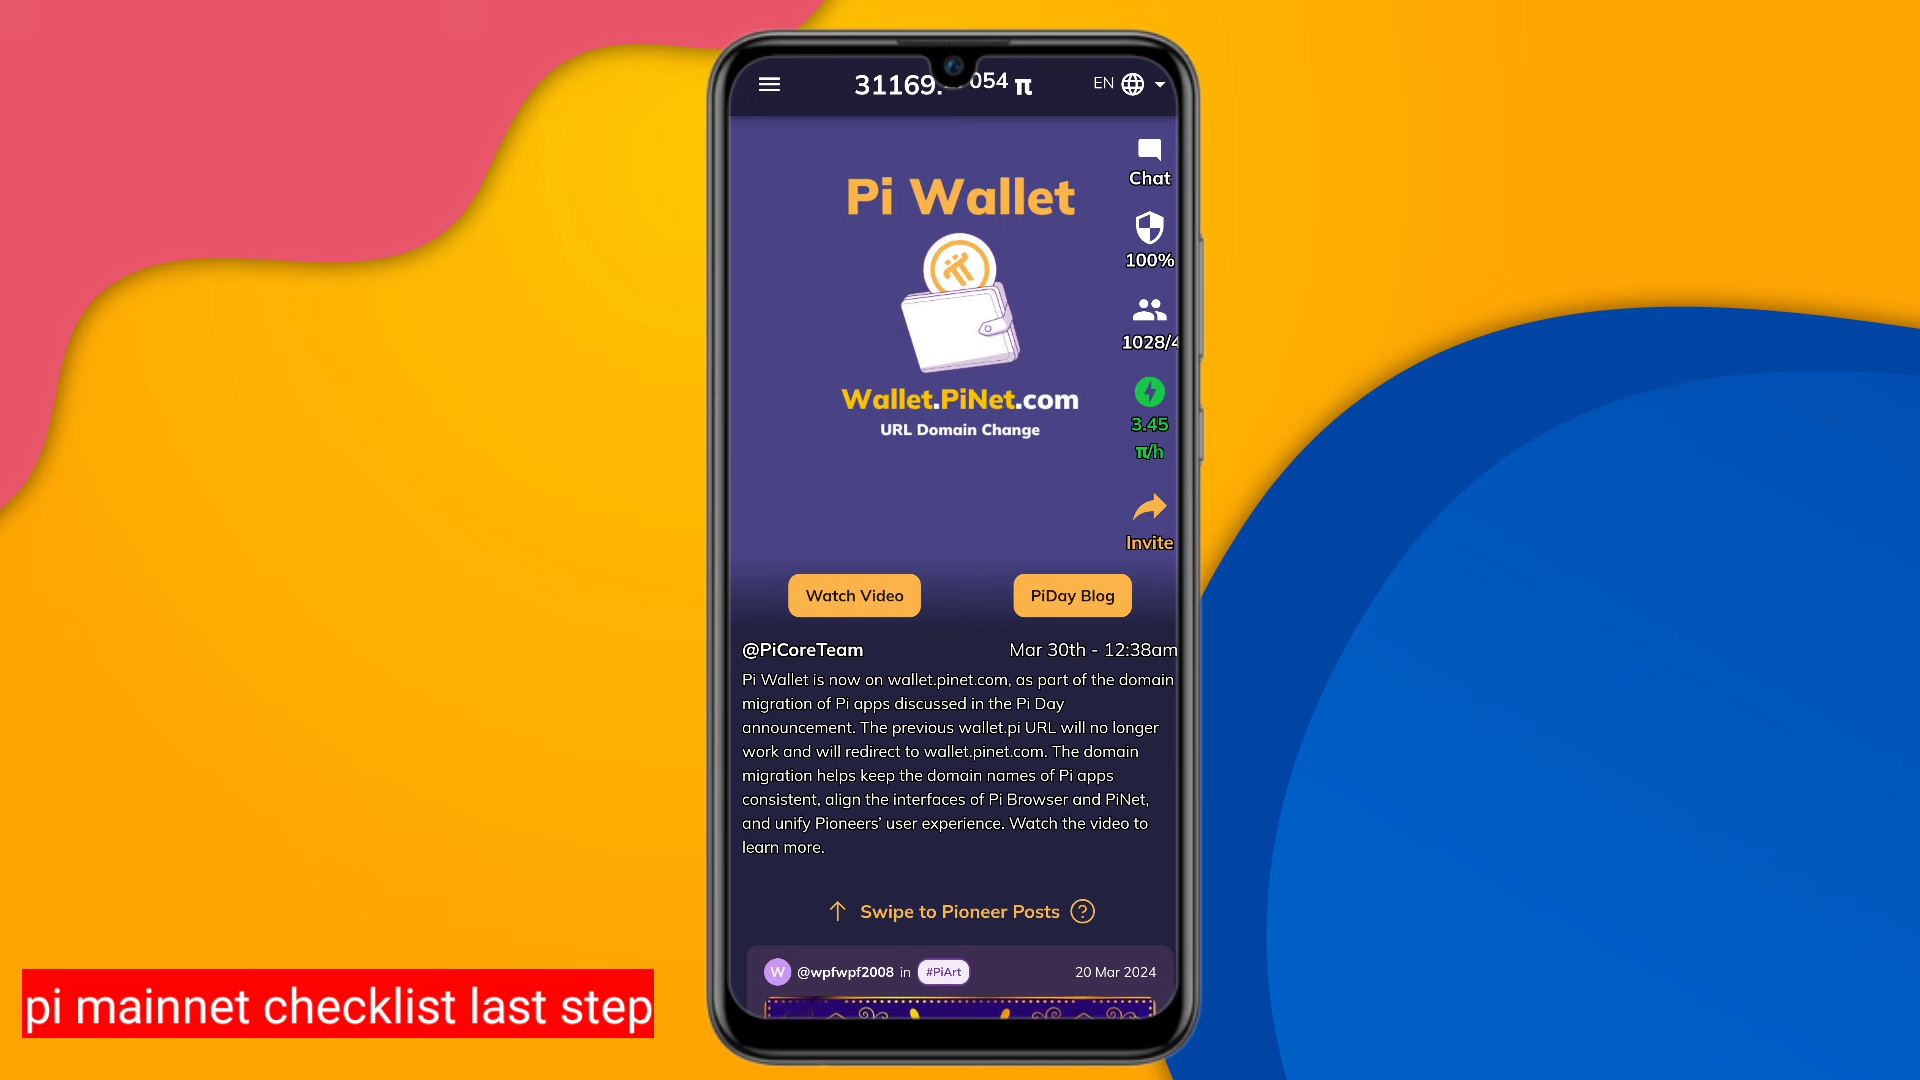 31169. 054 π
EN
Chat
Pi Wallet
100%
1028/4
Wallet.PiNet.com
URL Domain Change
3.45
π/h
Invite
Watch Video
PiDay Blog
@PiCoreTeam
Mar 30th - 12:38am
Pi Wallet is now on wallet.pinet.com, as part of the domain
migration of Pi apps discussed in the Pi Day
announcement. The previous wallet.pi URL will no longer
work and will redirect to wallet.pinet.com. The domain
migration helps keep the domain names of Pi apps
consistent, align the interfaces of Pi Browser and PiNet,
and unify Pioneers’ user experience. Watch the video to
learn more.
Swipe to Pioneer Posts ?
W @wpfwpf2008 in #PiArt
20 Mar 2024
pi mainnet checklist last step